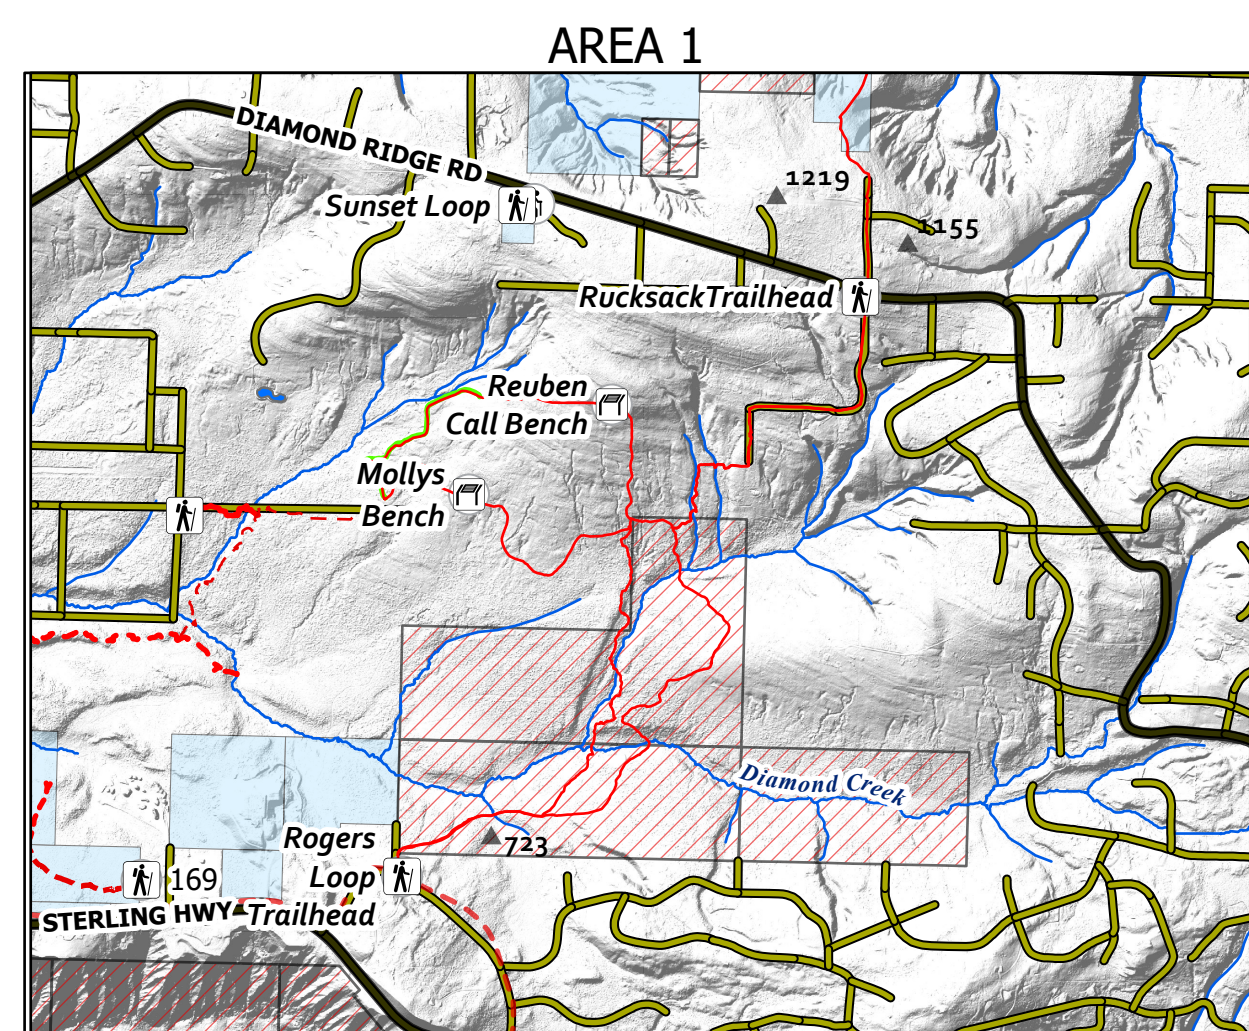 AREA 1
DIAMOND RIDGE RD
1219
Sunset Loop
1155
RucksackTrailhead
Reuben
Call Bench
Mollys
Bench
Diamond Creek
Rogers
Loop
Trailhead
723
169
STERLING HWY